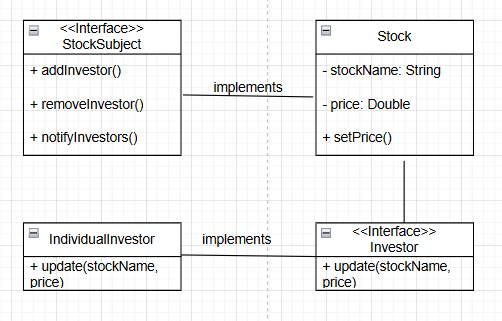 <<Interface>>
StockSubject
+ addInvestor()
+ removeInvestor()
+ notifyInvestors()
implements
Stock
- stockName: String
- price: Double
+ setPrice()
IndividualInvestor
+ update(stockName,
price)
implements
<<Interface>>
Investor
+ update(stockName,
price)